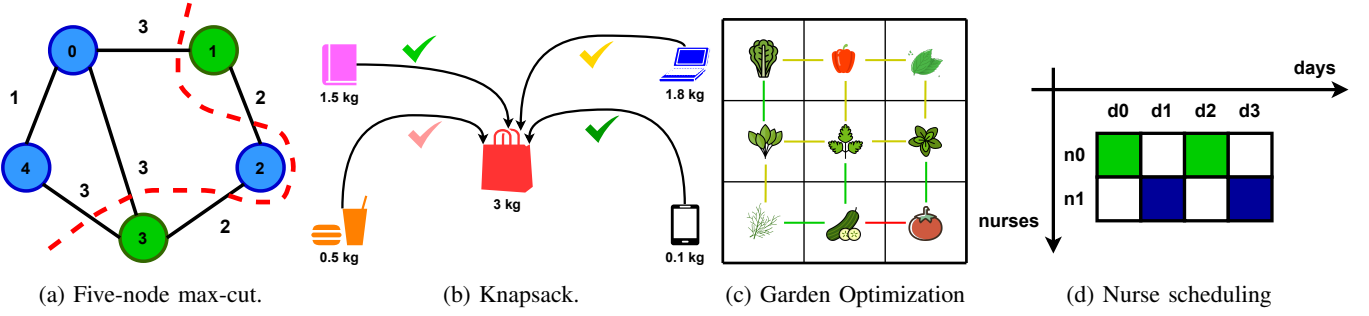 3
0
1
1
2
3
3
4
2
3
2
(a) Five-node max-cut.
1.5 kg
1.8 kg
3 kg
0.5 kg
0.1 kg
(b) Knapsack.
(c) Garden Optimization
days
d0 d1 d2 d3
n0
n1
nurses
(d) Nurse scheduling